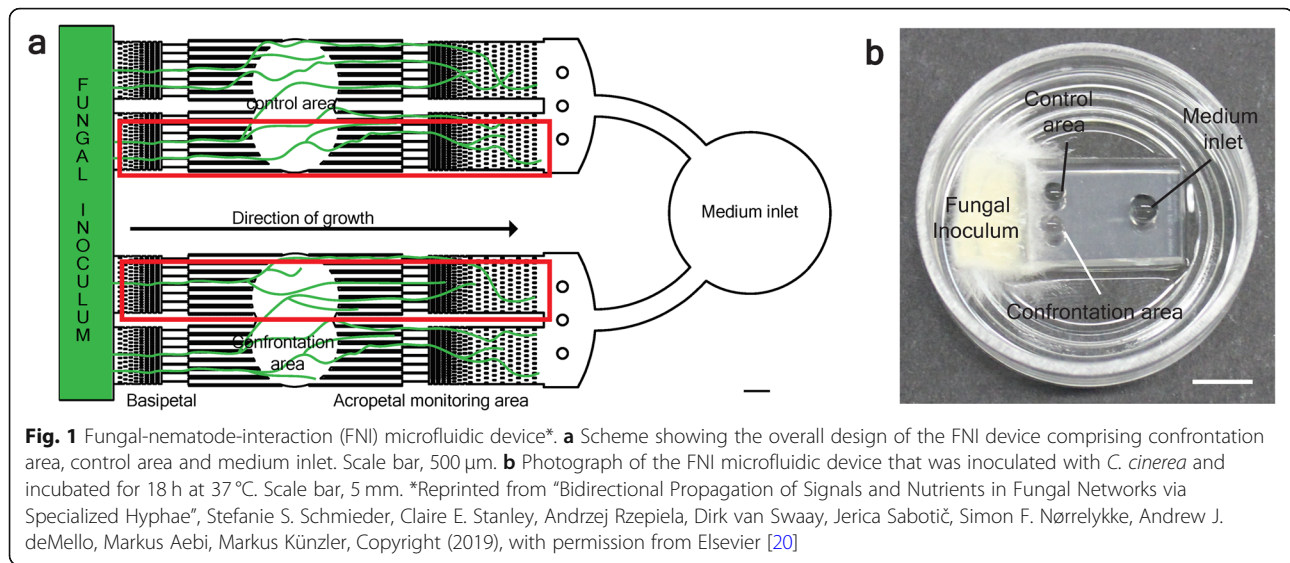 a
FUNGAL INOCULUM
control area
Direction of growth
Medium inlet
Confrontation
area
Basipetal
Acropetal monitoring area
b
Control
area
Medium
inlet
Fungal
Inoculum
Confrontation area
Fig. 1 Fungal-nematode-interaction (FNI) microfluidic device*. a Scheme showing the overall design of the FNI device comprising confrontation
area, control area and medium inlet. Scale bar, 500 μm. b Photograph of the FNI microfluidic device that was inoculated with C. cinerea and
incubated for 18 h at 37 °C. Scale bar, 5 mm. *Reprinted from "Bidirectional Propagation of Signals and Nutrients in Fungal Networks via
Specialized Hyphae", Stefanie S. Schmieder, Claire E. Stanley, Andrzej Rzepiela, Dirk van Swaay, Jerica Sabotič, Simon F. Nørrelykke, Andrew J.
deMello, Markus Aebi, Markus Künzler, Copyright (2019), with permission from Elsevier [20]